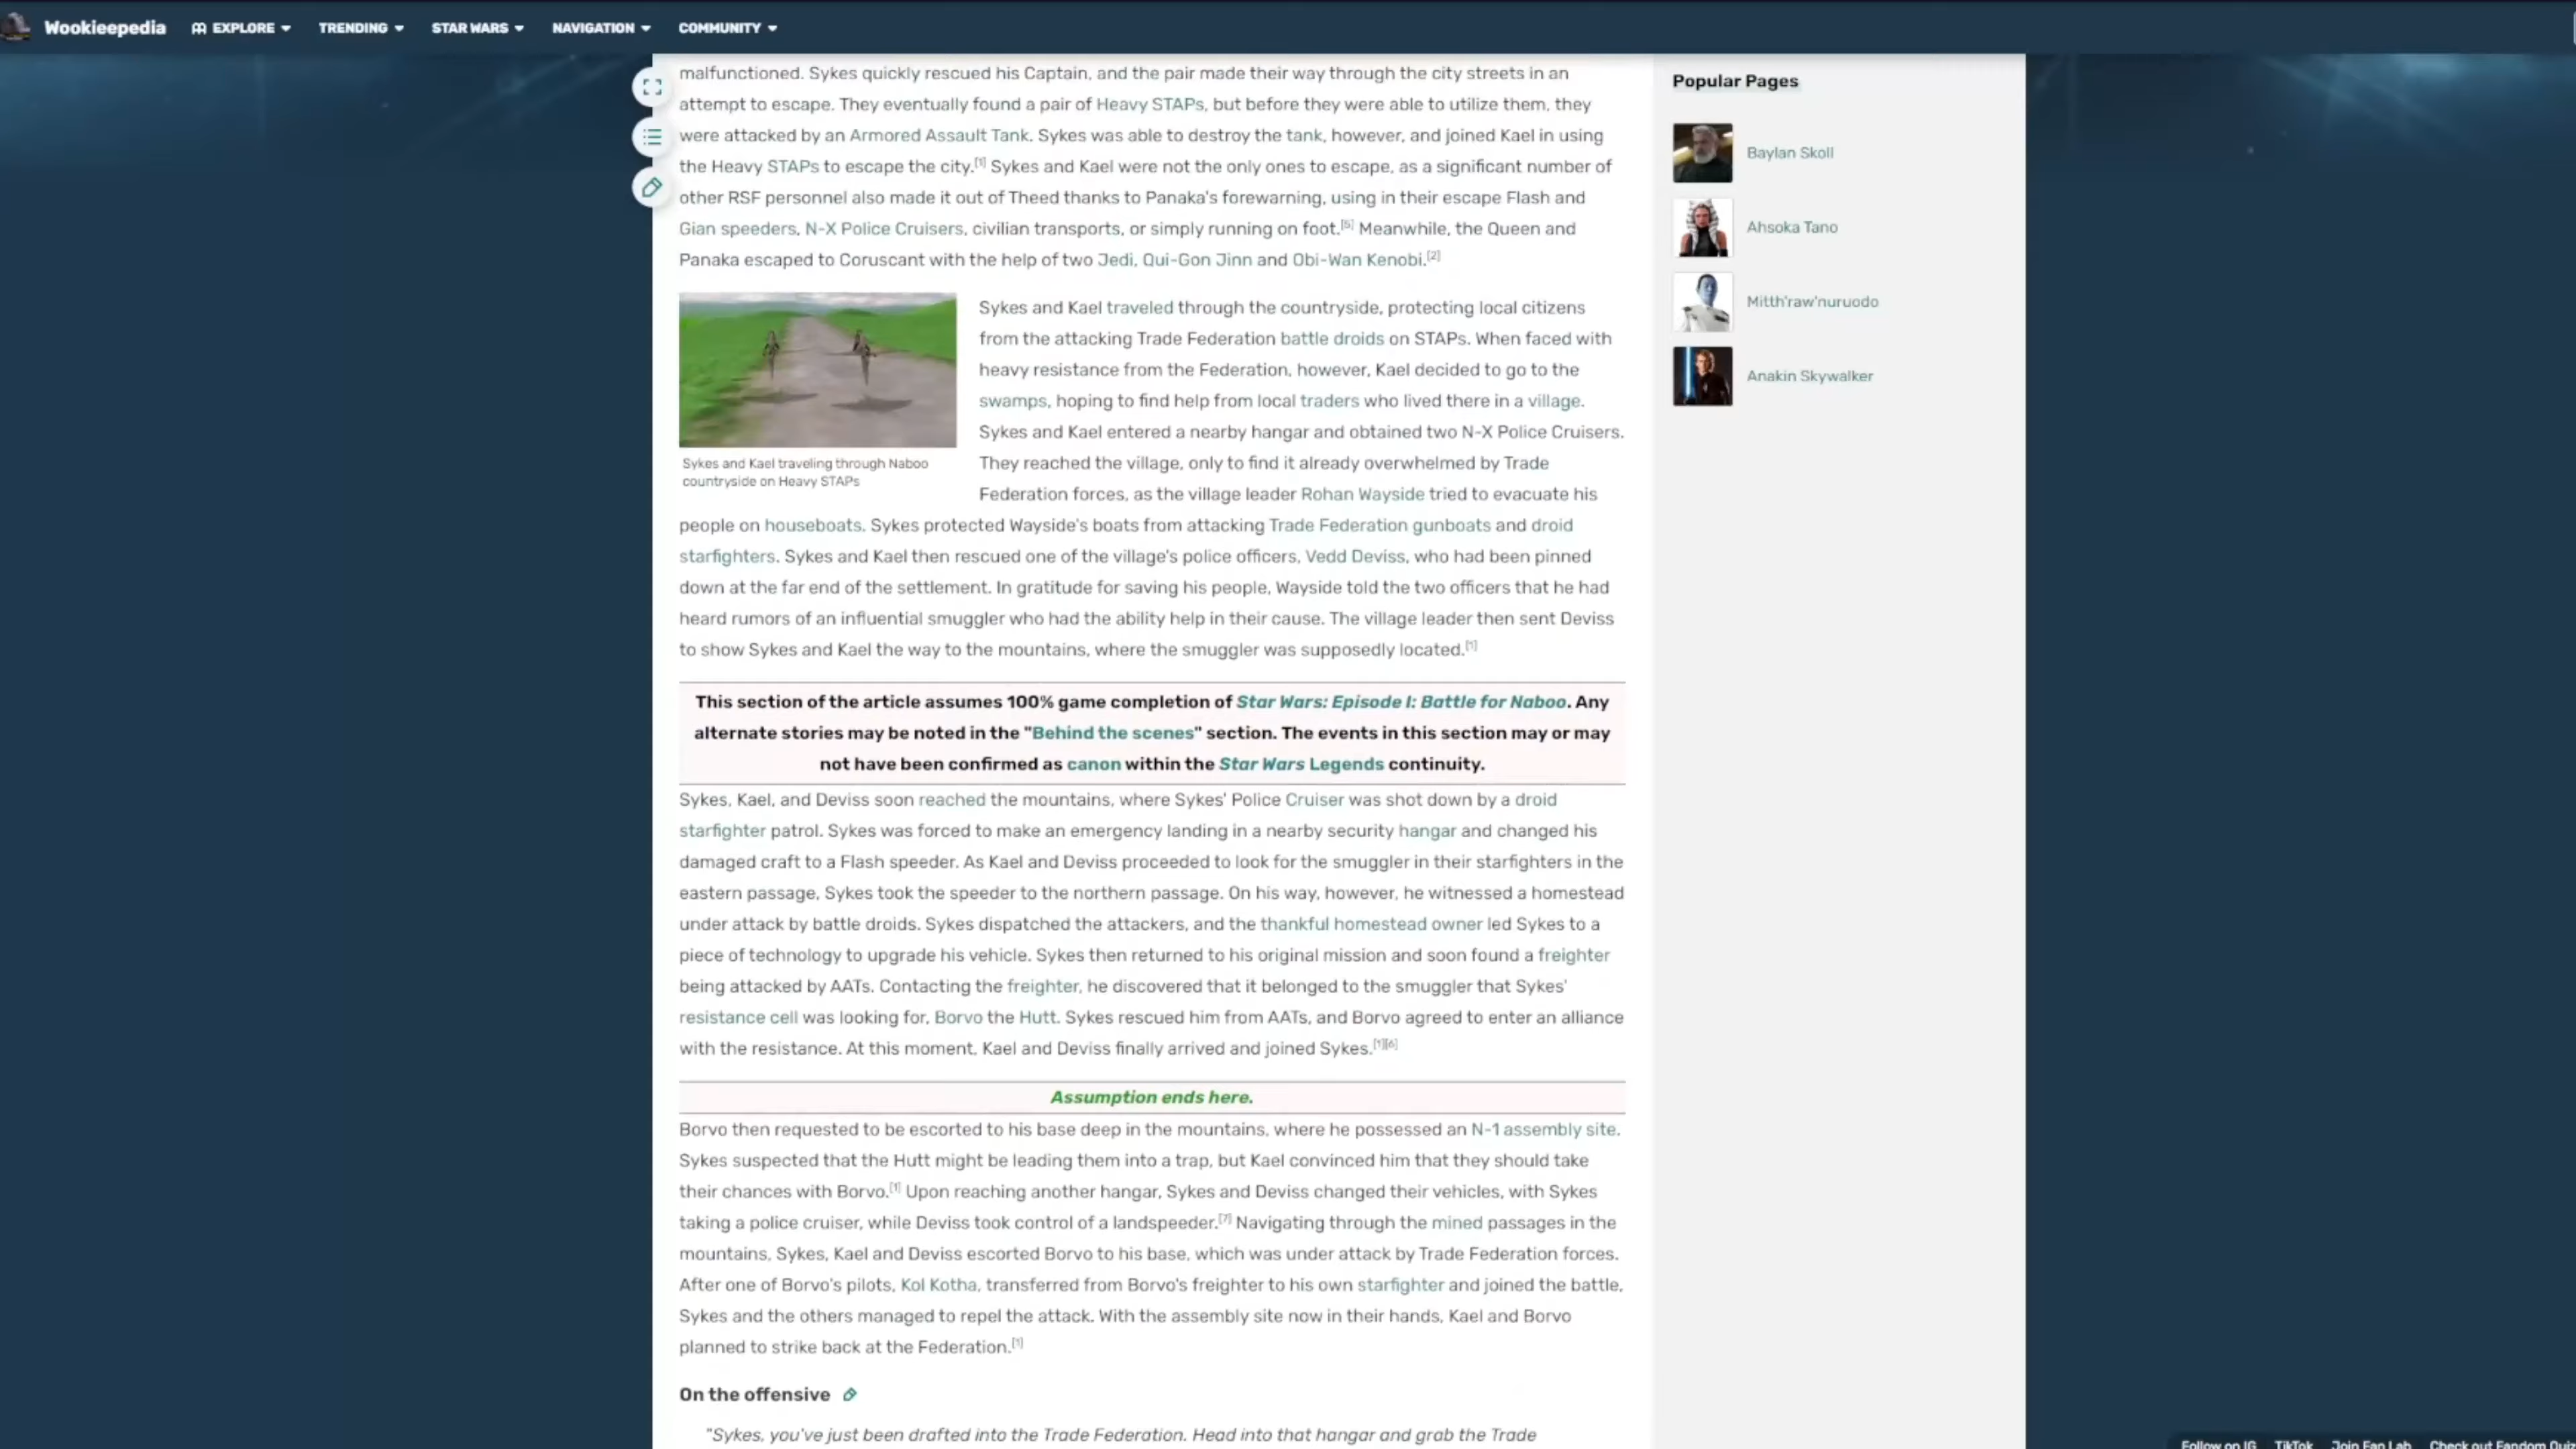 Wookieepedia EXPLORE TRENDING STAR WARS NAVIGATION COMMUNITY
malfunctioned. Sykes quickly rescued his Captain, and the pair made their way through the city streets in an
attempt to escape. They eventually found a pair of Heavy STAPs, but before they were able to utilize them, they
were attacked by an Armored Assault Tank. Sykes was able to destroy the tank, however, and joined Kael in using
the Heavy STAPs to escape the city.[1] Sykes and Kael were not the only ones to escape, as a significant number of
other RSF personnel also made it out of Theed thanks to Panaka's forewarning, using in their escape Flash and
Gian speeders, N-X Police Cruisers, civilian transports, or simply running on foot.[5] Meanwhile, the Queen and
Panaka escaped to Coruscant with the help of two Jedi, Qui-Gon Jinn and Obi-Wan Kenobi.[2]
Sykes and Kael traveling through Naboo
countryside on Heavy STAPs
Sykes and Kael traveled through the countryside, protecting local citizens
from the attacking Trade Federation battle droids on STAPs. When faced with
heavy resistance from the Federation, however, Kael decided to go to the
swamps, hoping to find help from local traders who lived there in a village.
Sykes and Kael entered a nearby hangar and obtained two N-X Police Cruisers.
They reached the village, only to find it already overwhelmed by Trade
Federation forces, as the village leader Rohan Wayside tried to evacuate his
people on houseboats. Sykes protected Wayside's boats from attacking Trade Federation gunboats and droid
starfighters. Sykes and Kael then rescued one of the village's police officers, Vedd Deviss, who had been pinned
down at the far end of the settlement. In gratitude for saving his people, Wayside told the two officers that he had
heard rumors of an influential smuggler who had the ability help in their cause. The village leader then sent Deviss
to show Sykes and Kael the way to the mountains, where the smuggler was supposedly located.[1]
This section of the article assumes 100% game completion of Star Wars: Episode I: Battle for Naboo. Any
alternate stories may be noted in the "Behind the scenes" section. The events in this section may or may
not have been confirmed as canon within the Star Wars Legends continuity.
Sykes, Kael, and Deviss soon reached the mountains, where Sykes' Police Cruiser was shot down by a droid
starfighter patrol. Sykes was forced to make an emergency landing in a nearby security hangar and changed his
damaged craft to a Flash speeder. As Kael and Deviss proceeded to look for the smuggler in their starfighters in the
eastern passage, Sykes took the speeder to the northern passage. On his way, however, he witnessed a homestead
under attack by battle droids. Sykes dispatched the attackers, and the thankful homestead owner led Sykes to a
piece of technology to upgrade his vehicle. Sykes then returned to his original mission and soon found a freighter
being attacked by AATs. Contacting the freighter, he discovered that it belonged to the smuggler that Sykes'
resistance cell was looking for, Borvo the Hutt. Sykes rescued him from AATs, and Borvo agreed to enter an alliance
with the resistance. At this moment, Kael and Deviss finally arrived and joined Sykes.[1][6]
Assumption ends here.
Borvo then requested to be escorted to his base deep in the mountains, where he possessed an N-1 assembly site.
Sykes suspected that the Hutt might be leading them into a trap, but Kael convinced him that they should take
their chances with Borvo.[1] Upon reaching another hangar, Sykes and Deviss changed their vehicles, with Sykes
taking a police cruiser, while Deviss took control of a landspeeder.[7] Navigating through the mined passages in the
mountains, Sykes, Kael and Deviss escorted Borvo to his base, which was under attack by Trade Federation forces.
After one of Borvo's pilots, Kol Kotha, transferred from Borvo's freighter to his own starfighter and joined the battle,
Sykes and the others managed to repel the attack. With the assembly site now in their hands, Kael and Borvo
planned to strike back at the Federation.[1]
On the offensive
"Sykes, you've just been drafted into the Trade Federation. Head into that hangar and grab the Trade
Popular Pages
Baylan Skoll
Ahsoka Tano
Mitth'raw'nuruodo
Anakin Skywalker
Follow on IG TikTok Join Fan Lab Check out Fandom